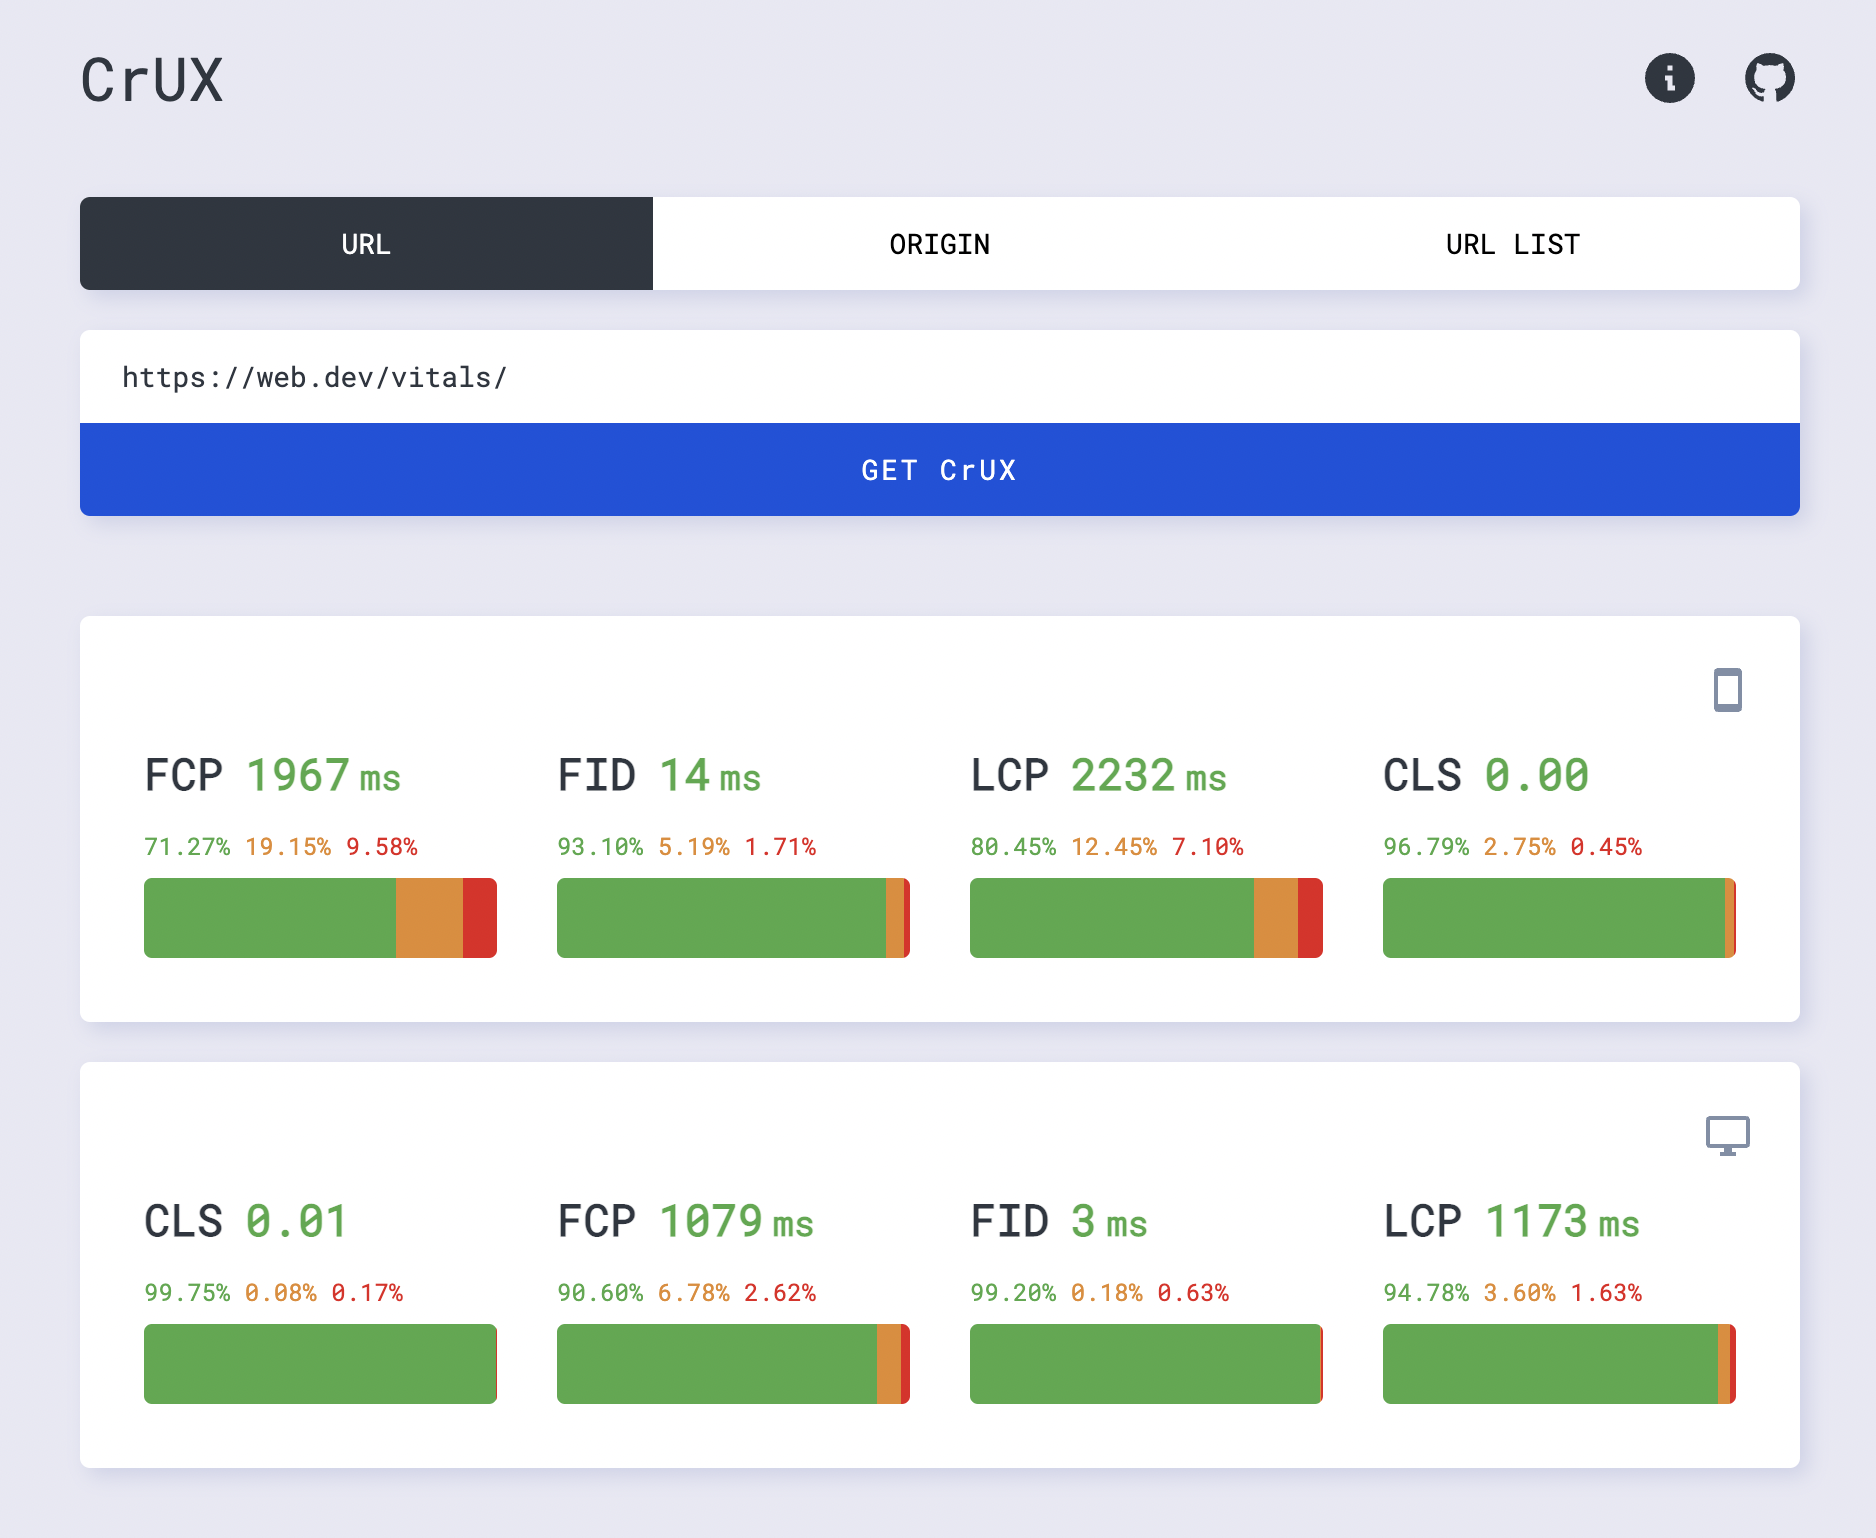 CrUX
URL ORIGIN URL LIST
https://web.dev/vitals/
GET CrUX
FCP 1967 ms FID 14 ms LCP 2232 ms CLS 0.00
71.27% 19.15% 9.58% 93.10% 5.19% 1.71% 80.45% 12.45% 7.10% 96.79% 2.75% 0.45%
CLS 0.01 FCP 1079 ms FID 3 ms LCP 1173 ms
99.75% 0.08% 0.17% 90.60% 6.78% 2.62% 99.20% 0.18% 0.63% 94.78% 3.60% 1.63%